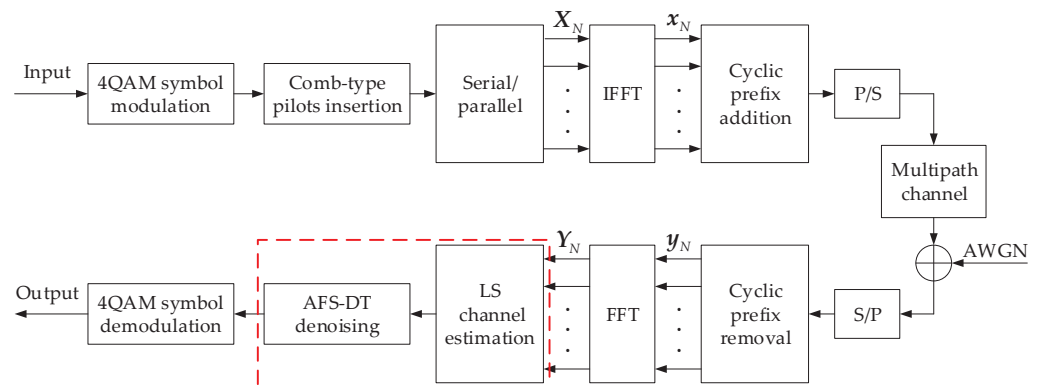 X_N
x_N
Input
4QAM symbol
modulation
Comb-type
pilots insertion
Serial/
parallel
IFFT
Cyclic
prefix
addition
P/S
Multipath
channel
AWGN
Y_N
y_N
Output
4QAM symbol
demodulation
AFS-DT
denoising
LS
channel
estimation
FFT
Cyclic
prefix
removal
S/P